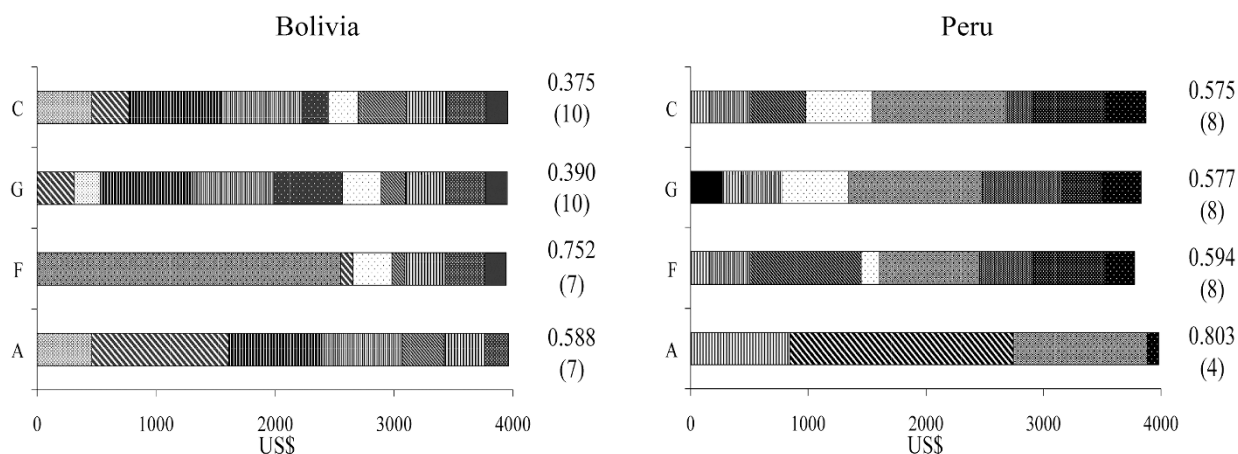 Bolivia
C
0.375
(10)
G
0.390
(10)
F
0.752
(7)
A
0.588
(7)
0 1000 2000 3000 4000
US$
Peru
C
0.575
(8)
G
0.577
(8)
F
0.594
(8)
A
0.803
(4)
0 1000 2000 3000 4000
US$